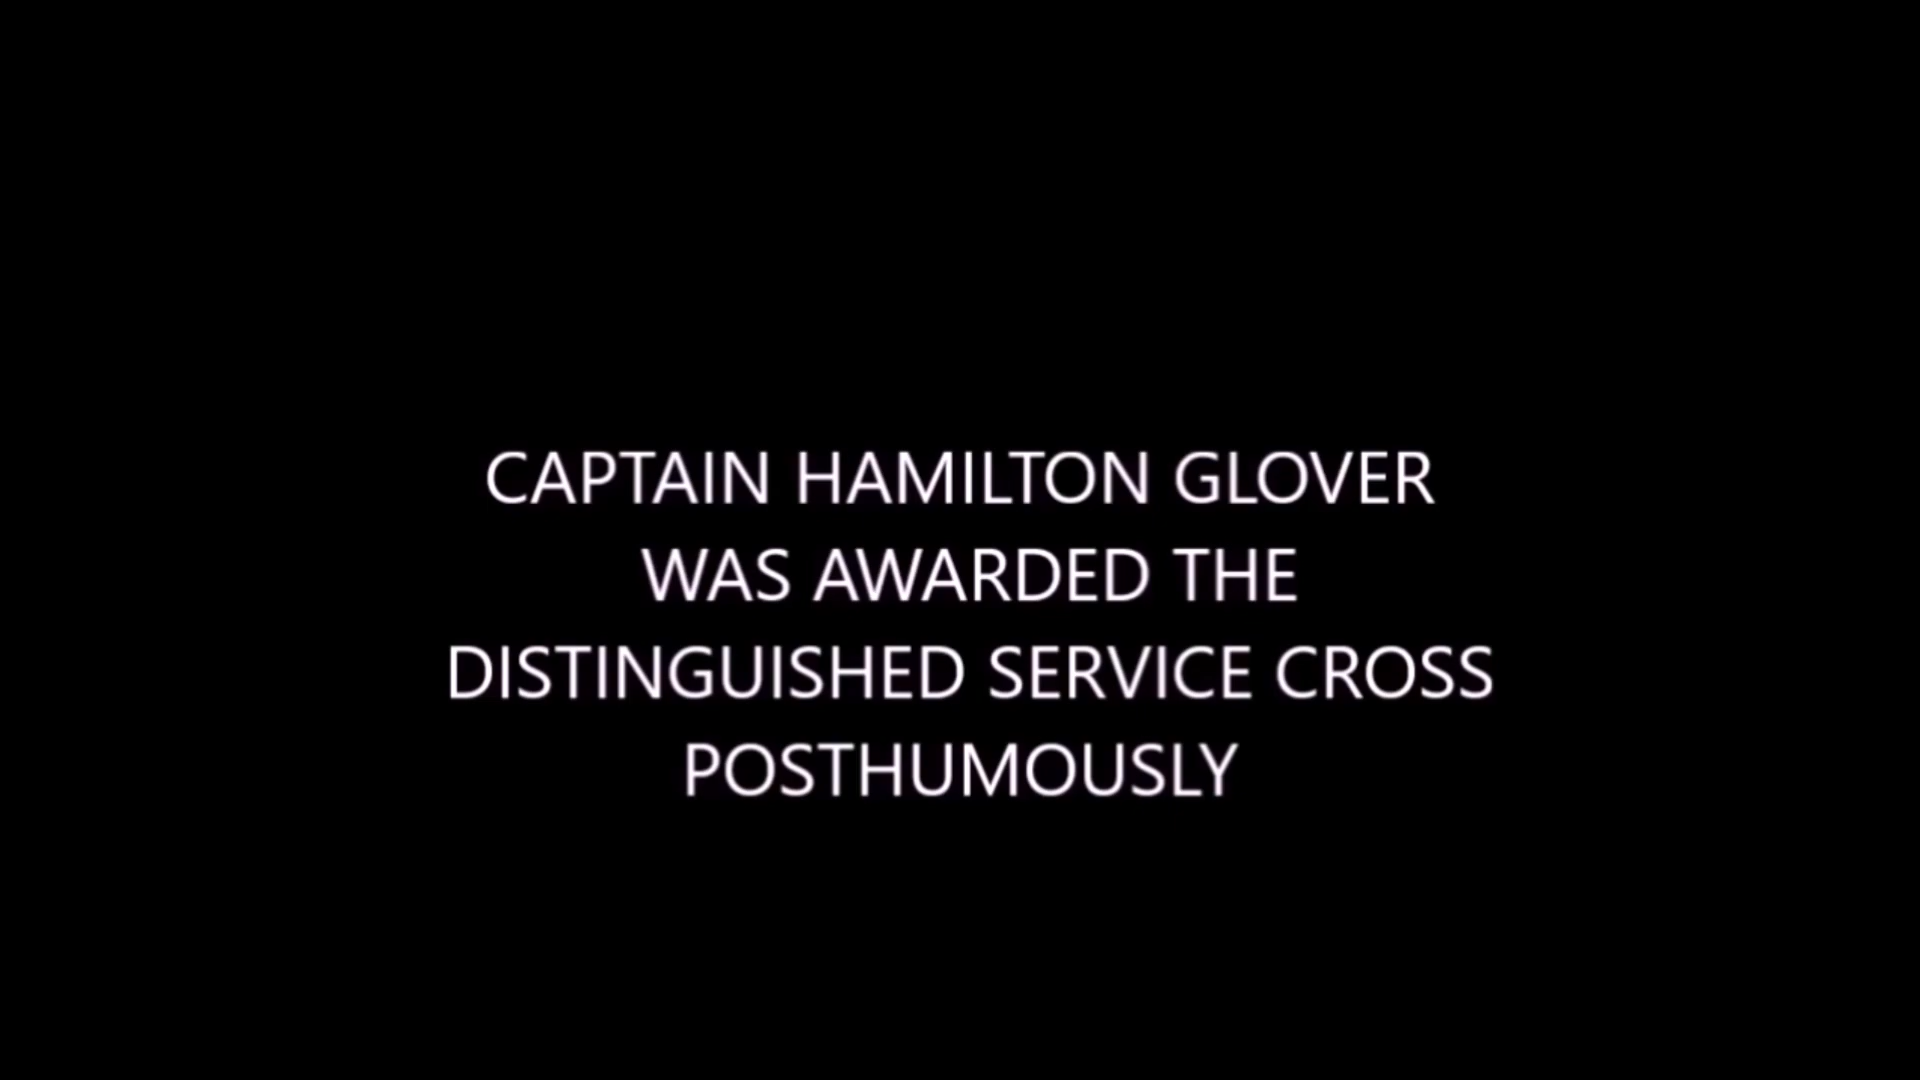 CAPTAIN HAMILTON GLOVER
WAS AWARDED THE
DISTINGUISHED SERVICE CROSS
POSTHUMOUSLY